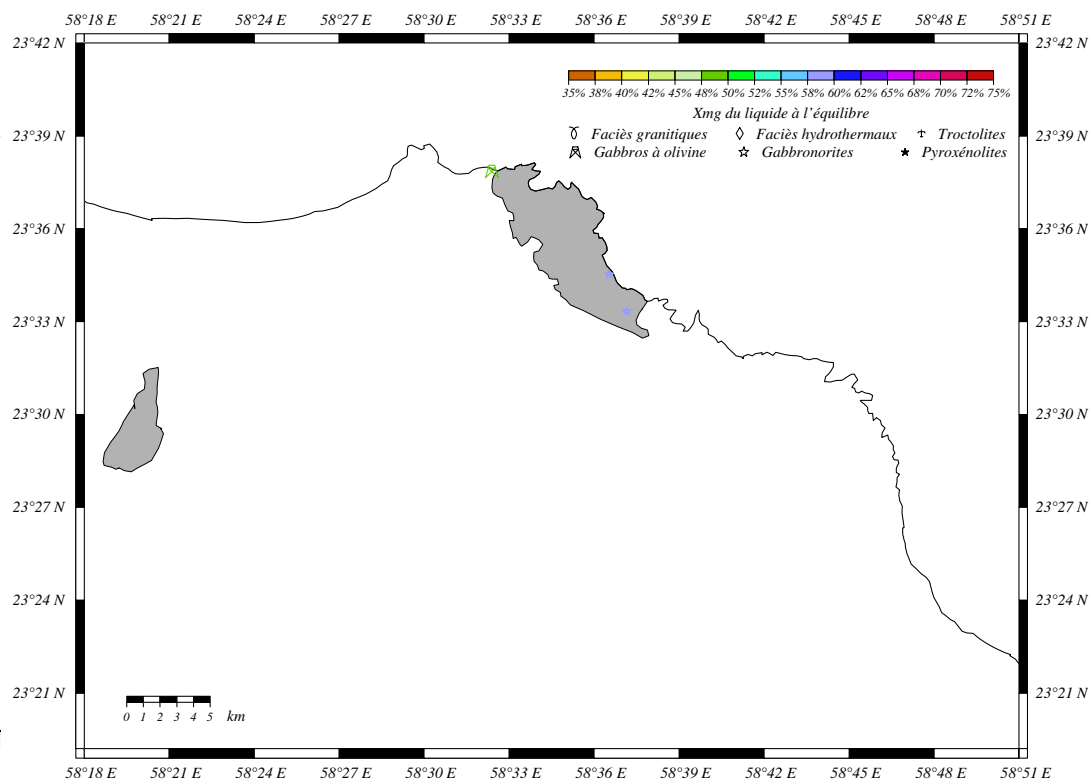 58°18 E 58°21 E 58°24 E 58°27 E 58°30 E 58°33 E 58°36 E 58°39 E 58°42 E 58°45 E 58°48 E 58°51 E
23°42 N 23°42 N
35% 38% 40% 42% 45% 48% 50% 52% 55% 58% 60% 62% 65% 68% 70% 72% 75%
Xmg du liquide à l'équilibre
Faciès granitiques Faciès hydrothermaux Troctolites
23°39 N 23°39 N
Gabbros à olivine Gabbronorites Pyroxénolites
23°36 N 23°36 N
23°33 N 23°33 N
23°30 N 23°30 N
23°27 N 23°27 N
23°24 N 23°24 N
23°21 N 23°21 N
0 1 2 3 4 5 km
58°18 E 58°21 E 58°24 E 58°27 E 58°30 E 58°33 E 58°36 E 58°39 E 58°42 E 58°45 E 58°48 E 58°51 E